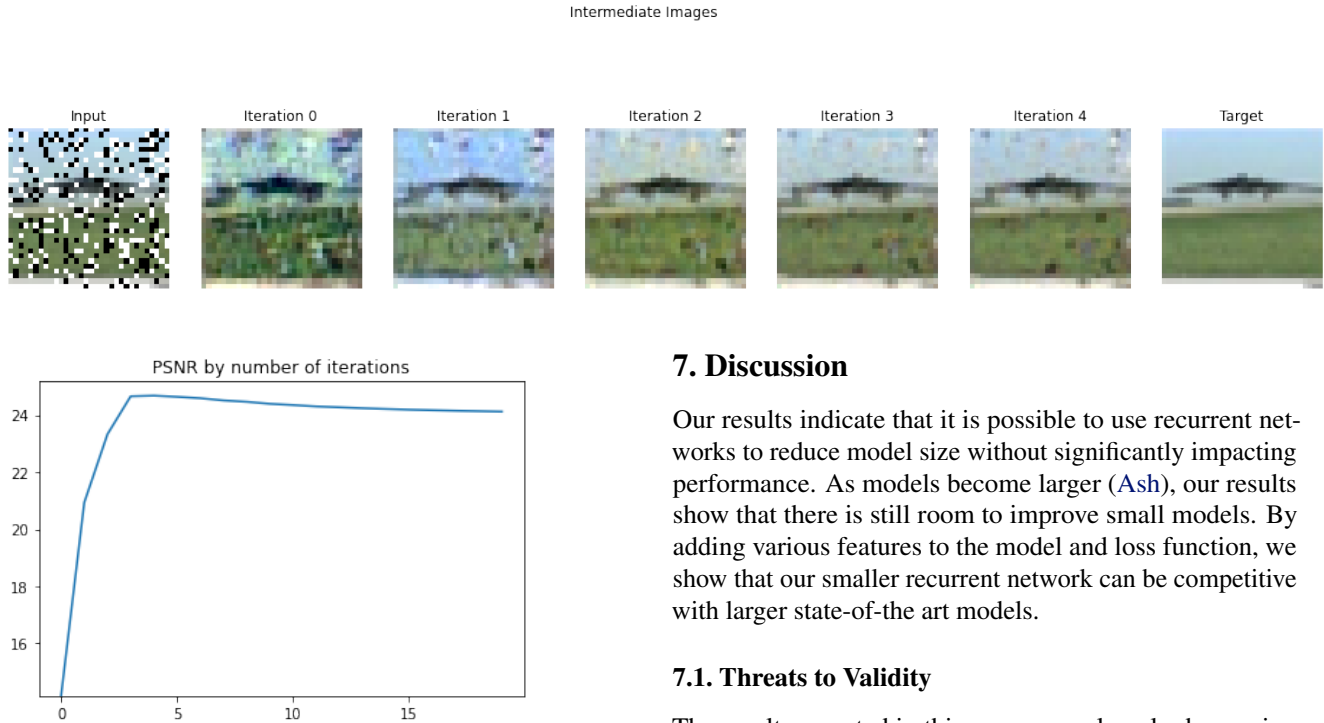 Intermediate Images
Input
Iteration 0
Iteration 1
Iteration 2
Iteration 3
Iteration 4
Target
PSNR by number of iterations
24
22
20
18
16
0
5
10
15
7. Discussion
Our results indicate that it is possible to use recurrent net-
works to reduce model size without significantly impacting
performance. As models become larger (Ash), our results
show that there is still room to improve small models. By
adding various features to the model and loss function, we
show that our smaller recurrent network can be competitive
with larger state-of-the art models.
7.1. Threats to Validity